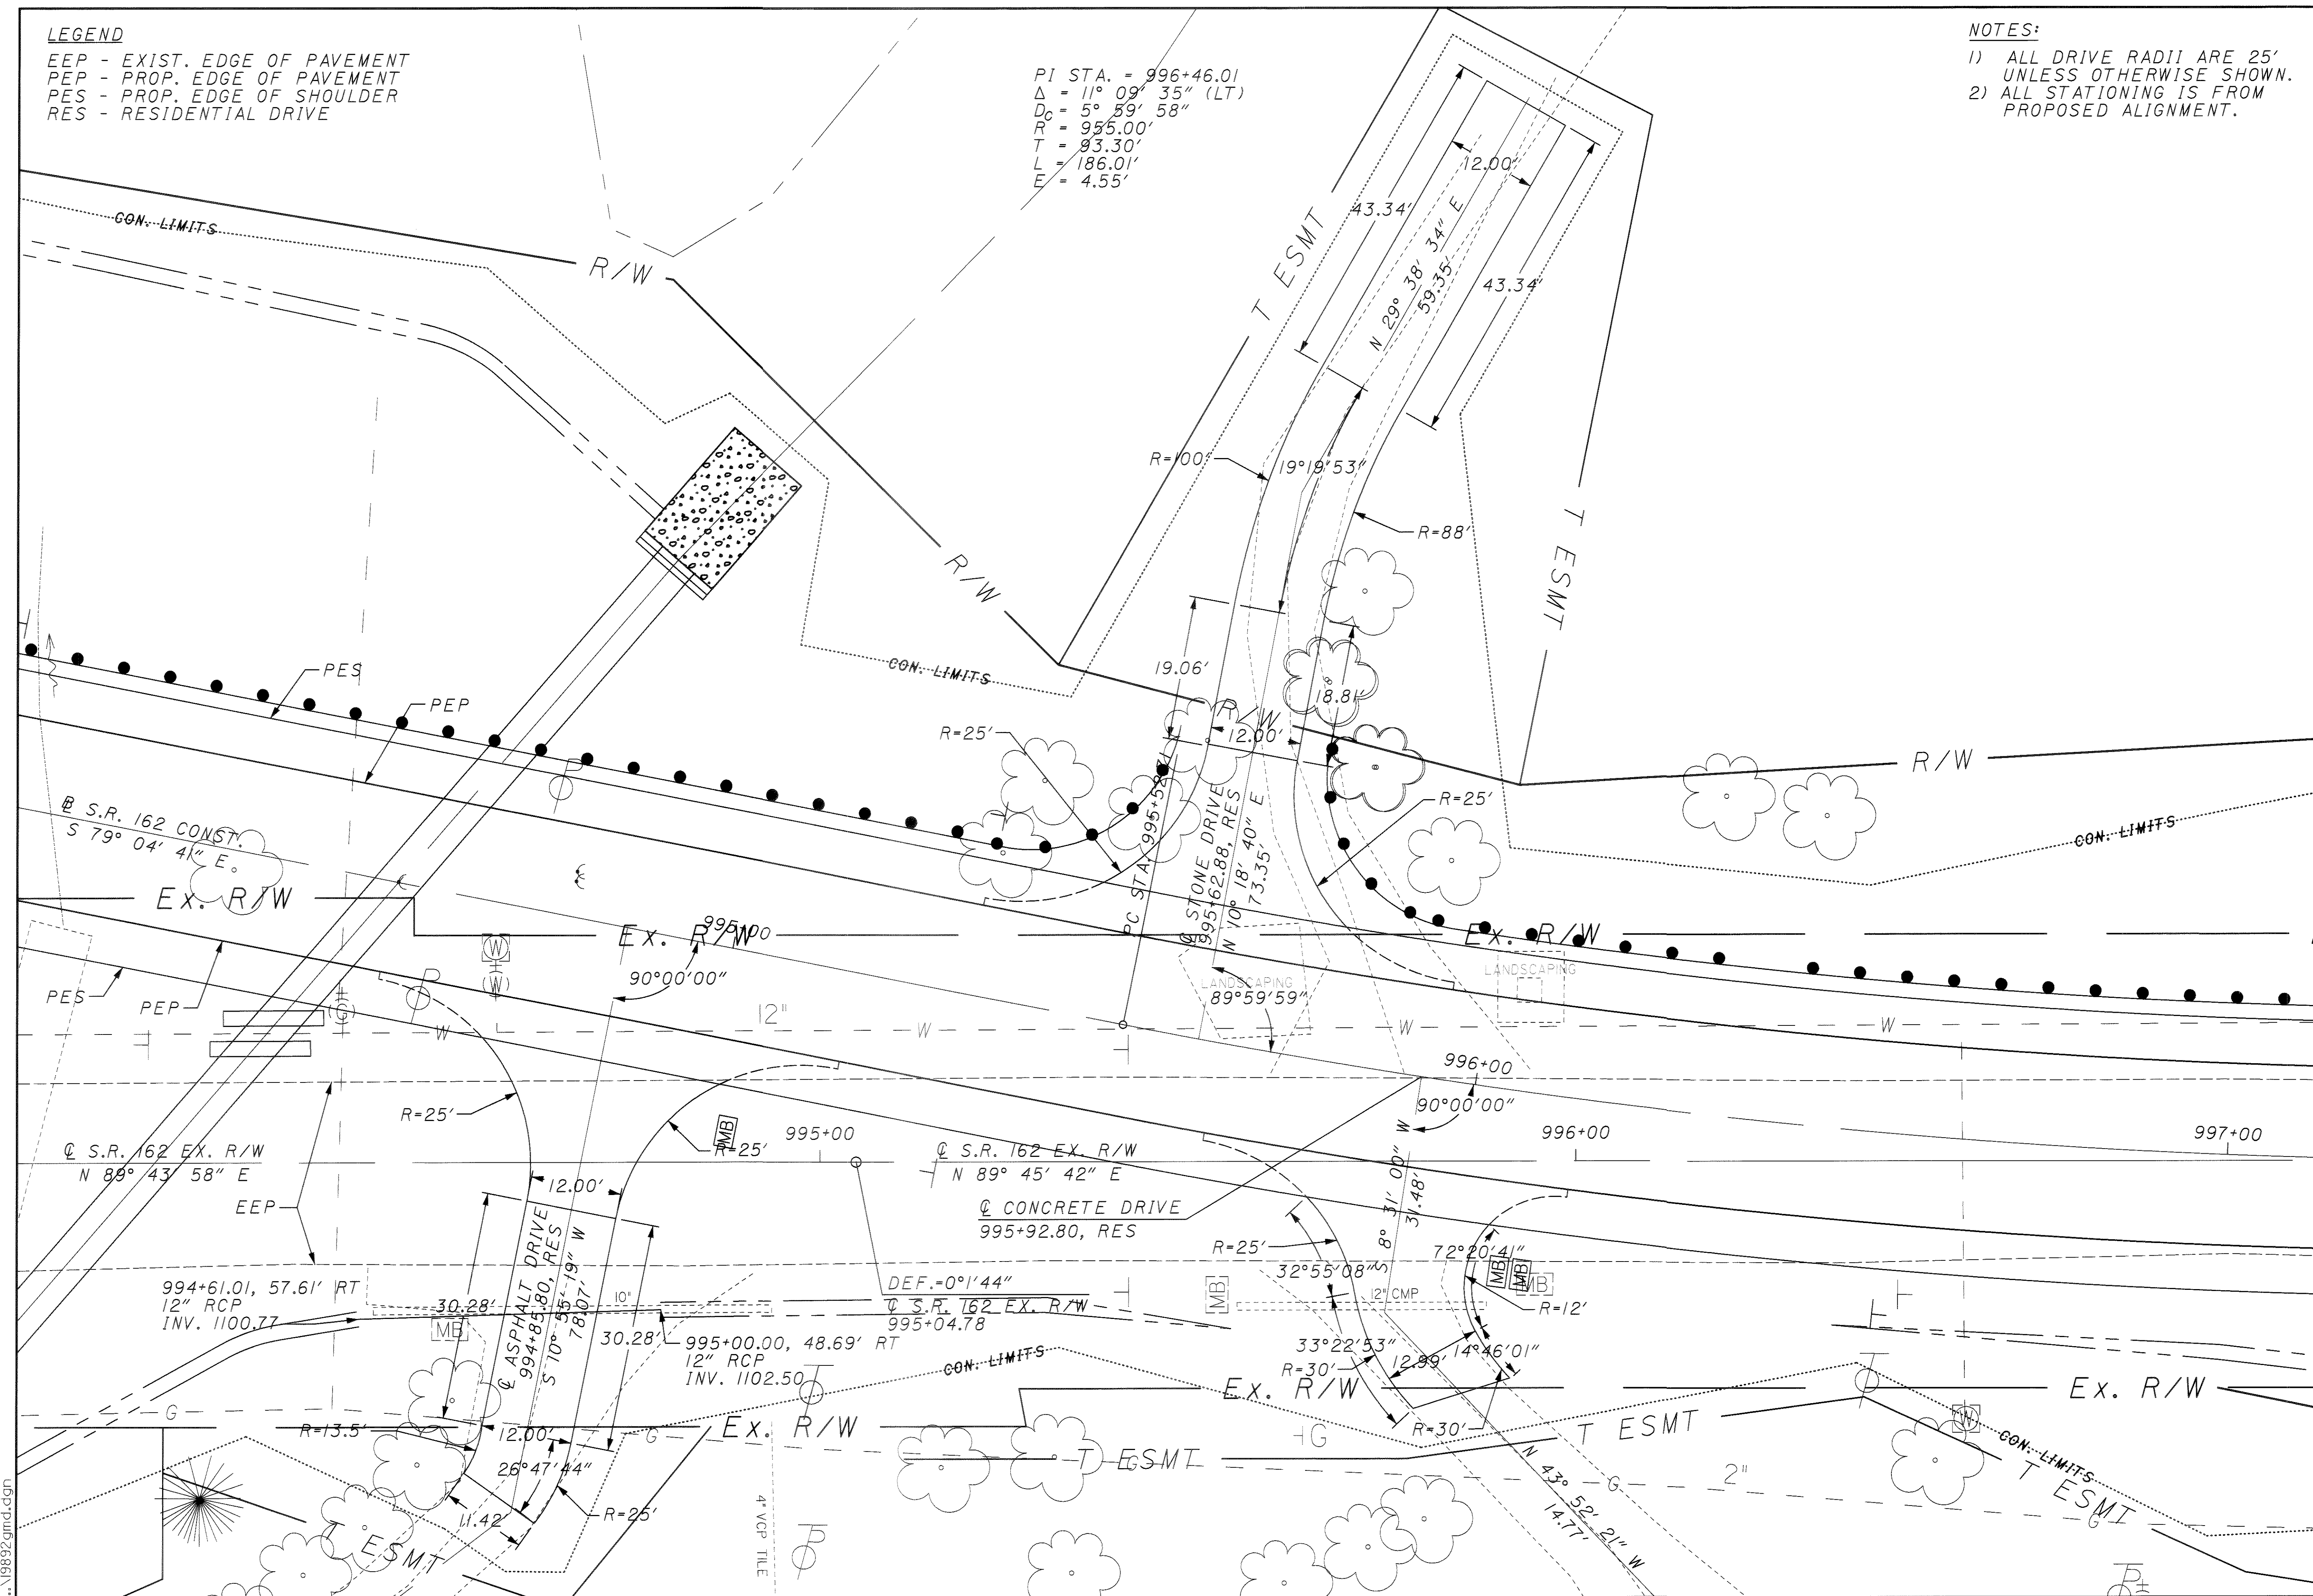 LEGEND
EEP - EXIST. EDGE OF PAVEMENT
PEP - PROP. EDGE OF PAVEMENT
PES - PROP. EDGE OF SHOULDER
RES - RESIDENTIAL DRIVE
PI STA. = 996+46.01
Δ = 11° 09' 35" (LT)
Dc = 5° 59' 58"
R = 955.00'
T = 93.30'
L = 186.01'
E = 4.55'
NOTES:
1) ALL DRIVE RADII ARE 25'
UNLESS OTHERWISE SHOWN.
2) ALL STATIONING IS FROM
PROPOSED ALIGNMENT.
CON. LIMITS
R/W
T ESMT
43.34'
12.00'
N 29° 38' 34" E
59.35'
43.34'
R=100'
19°19'53"
R=88'
T ESMT
R/W
CON. LIMITS
19.06'
18.81'
R/W
12.00'
R/W
PES
PEP
R=25'
R=25'
CON. LIMITS
℄ S.R. 162 CONST.
S 79° 04' 41" E
Ex. R/W
Ex. R/W
995+00
PC STA. 995+52.71
℄ STONE DRIVE
995+62.88, RES
N 10° 18' 40" E
73.35'
Ex. R/W
90°00'00"
LANDSCAPING
LANDSCAPING
89°59'59"
PES
PEP
W
(W)
(G)
12"
W
W
W
W
996+00
90°00'00"
R=25'
MB
R=25'
995+00
996+00
997+00
℄ S.R. 162 EX. R/W
N 89° 43' 58" E
℄ S.R. 162 EX. R/W
N 89° 45' 42" E
EEP
12.00'
℄ CONCRETE DRIVE
995+92.80, RES
S 8° 31' 00" W
31.48'
℄ ASPHALT DRIVE
994+85.80, RES
S 10° 55' 19" W
78.07'
R=25'
32°55'08"
72°20'41"
MB
MB
MB
MB
994+61.01, 57.61' RT
12" RCP
INV. 1100.77
30.28'
MB
10"
30.28'
DEF.=0°1'44"
℄ S.R. 162 EX. R/W
995+04.78
995+00.00, 48.69' RT
12" RCP
INV. 1102.50
12" CMP
R=12'
33°22'53"
R=30'
12.99'
14°46'01"
CON. LIMITS
Ex. R/W
Ex. R/W
G
R=13.5'
12.00'
G
Ex. R/W
G
R=30'
T ESMT
W
CON. LIMITS
26°47'44"
T ESMT
G
G
2"
T ESMT
11.42'
R=25'
T ESMT
4" VCP TILE
N 43° 52' 21" W
14.77'
G
...\19892gmd.dgn